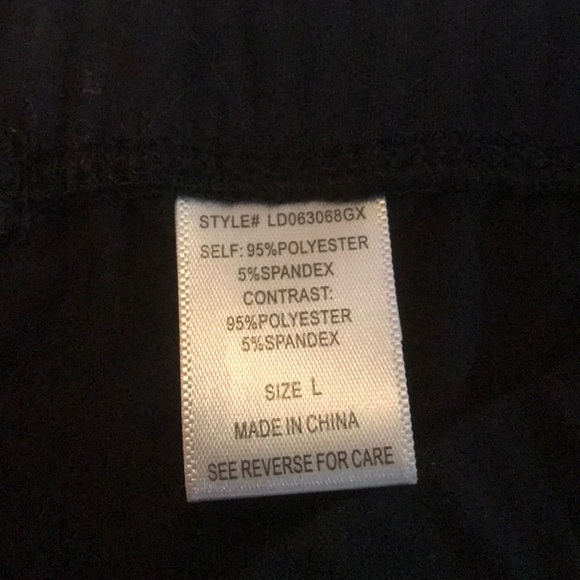 STYLE# LD063068GX
SELF: 95%POLYESTER
5%SPANDEX
CONTRAST:
95%POLYESTER
5%SPANDEX
SIZE L
MADE IN CHINA
SEE REVERSE FOR CARE